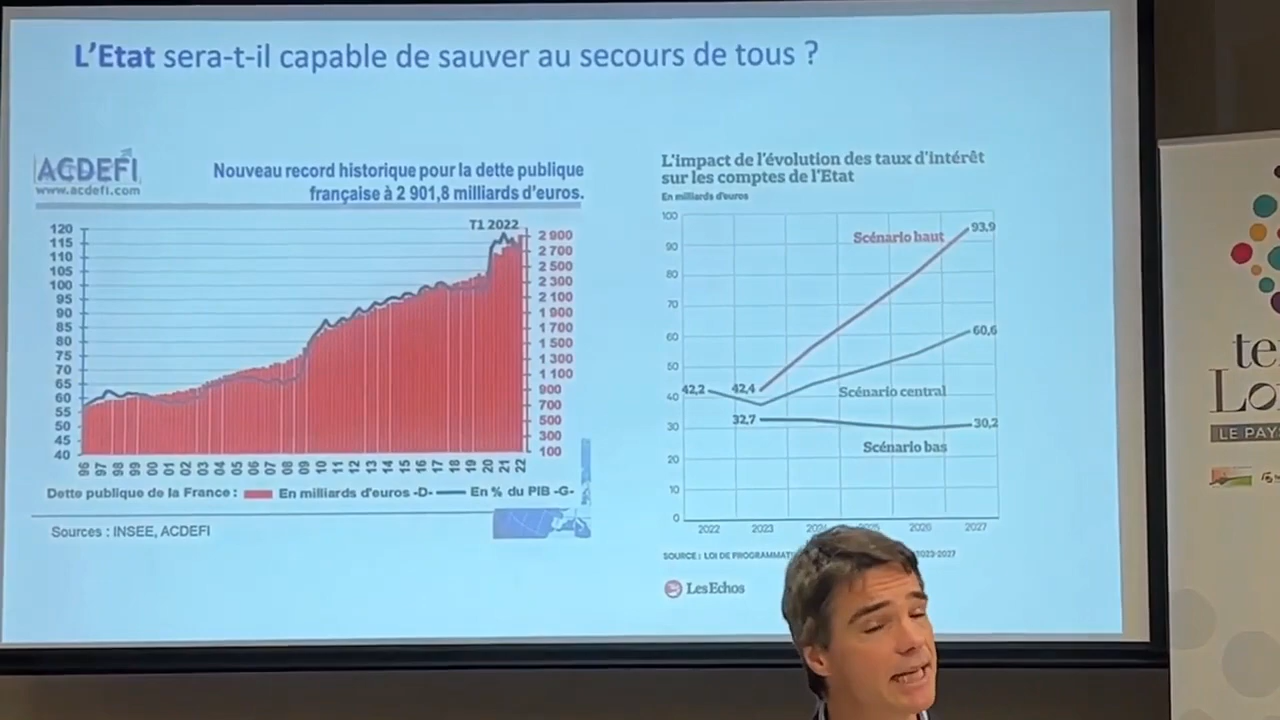 L'Etat sera-t-il capable de sauver au secours de tous ?
ACDEFI
www.acdefi.com
Nouveau record historique pour la dette publique
française à 2 901,8 milliards d'euros.
T1 2022
120
115
110
105
100
95
90
85
80
75
70
65
60
55
50
45
40
2 900
2 700
2 500
2 300
2 100
1 900
1 700
1 500
1 300
1 100
900
700
500
300
100
96 97 98 99 00 01 02 03 04 05 06 07 08 09 10 11 12 13 14 15 16 17 18 19 20 21 22
Dette publique de la France : En milliards d'euros -D- En % du PIB -G-
Sources : INSEE, ACDEFI
L'impact de l'évolution des taux d'intérêt
sur les comptes de l'Etat
En milliards d'euros
100
90
80
70
60
50
40
30
20
10
0
Scénario haut
93,9
60,6
42,2
42,4
Scénario central
32,7
30,2
Scénario bas
2022 2023 2024 2025 2026 2027
SOURCE : LOI DE 2023-2027
LesEchos
te
Lo
LE PAY